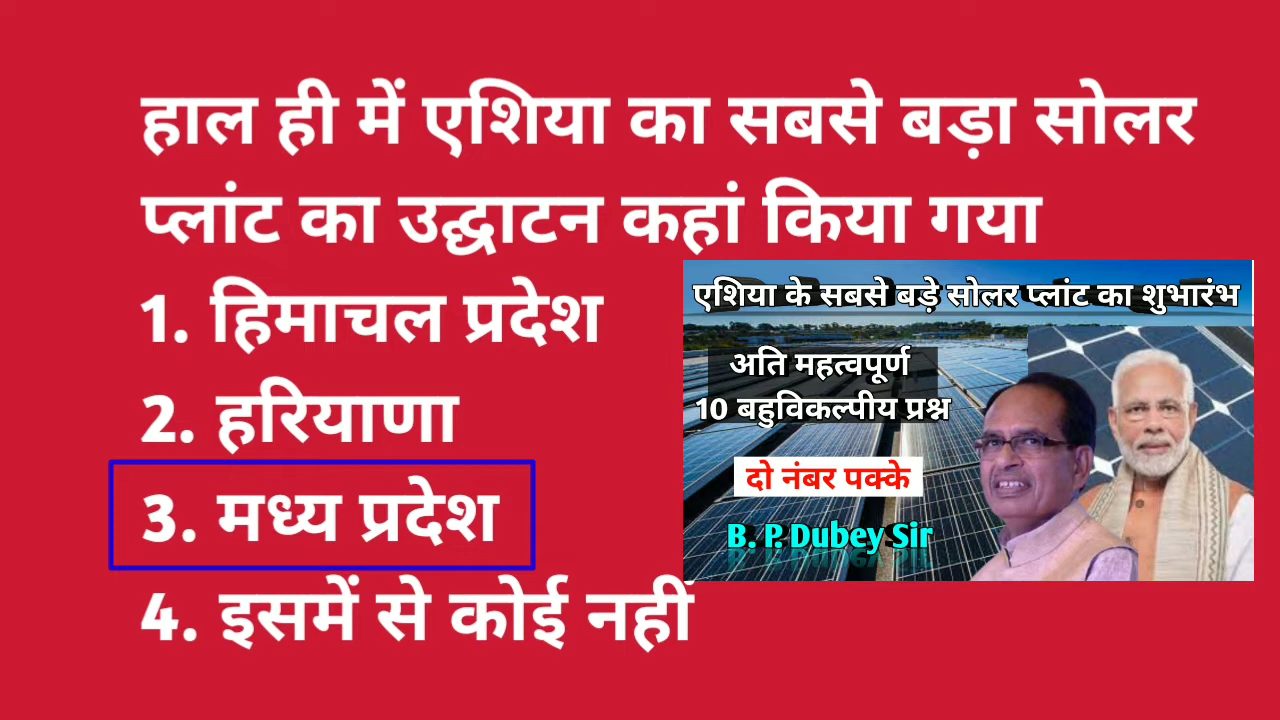 हाल ही में एशिया का सबसे बड़ा सोलर
प्लांट का उद्घाटन कहां किया गया
1. हिमाचल प्रदेश
2. हरियाणा
3. मध्य प्रदेश
4. इसमें से कोई नही
एशिया के सबसे बड़े सोलर प्लांट का शुभारंभ
अति महत्वपूर्ण
10 बहुविकल्पीय प्रश्न
दो नंबर पक्के
B. P. Dubey Sir